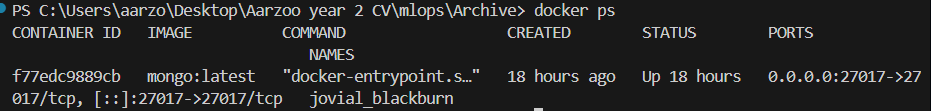 PS C:\Users\aarzo\Desktop\Aarzoo year 2 CV\mlops\Archive> docker ps
CONTAINER ID   IMAGE          COMMAND                  CREATED        STATUS        PORTS
                              NAMES
f77edc9889cb   mongo:latest   "docker-entrypoint.s…"   18 hours ago   Up 18 hours   0.0.0.0:27017->27
017/tcp, [::]:27017->27017/tcp   jovial_blackburn